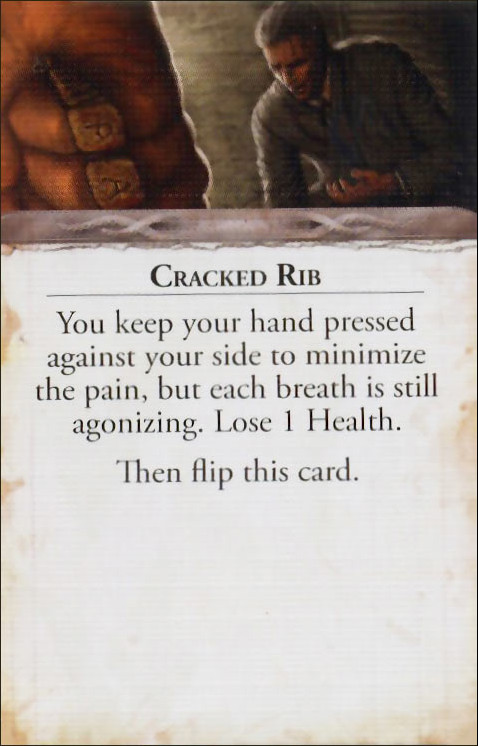 CRACKED RIB
You keep your hand pressed
against your side to minimize
the pain, but each breath is still
agonizing. Lose 1 Health.
Then flip this card.